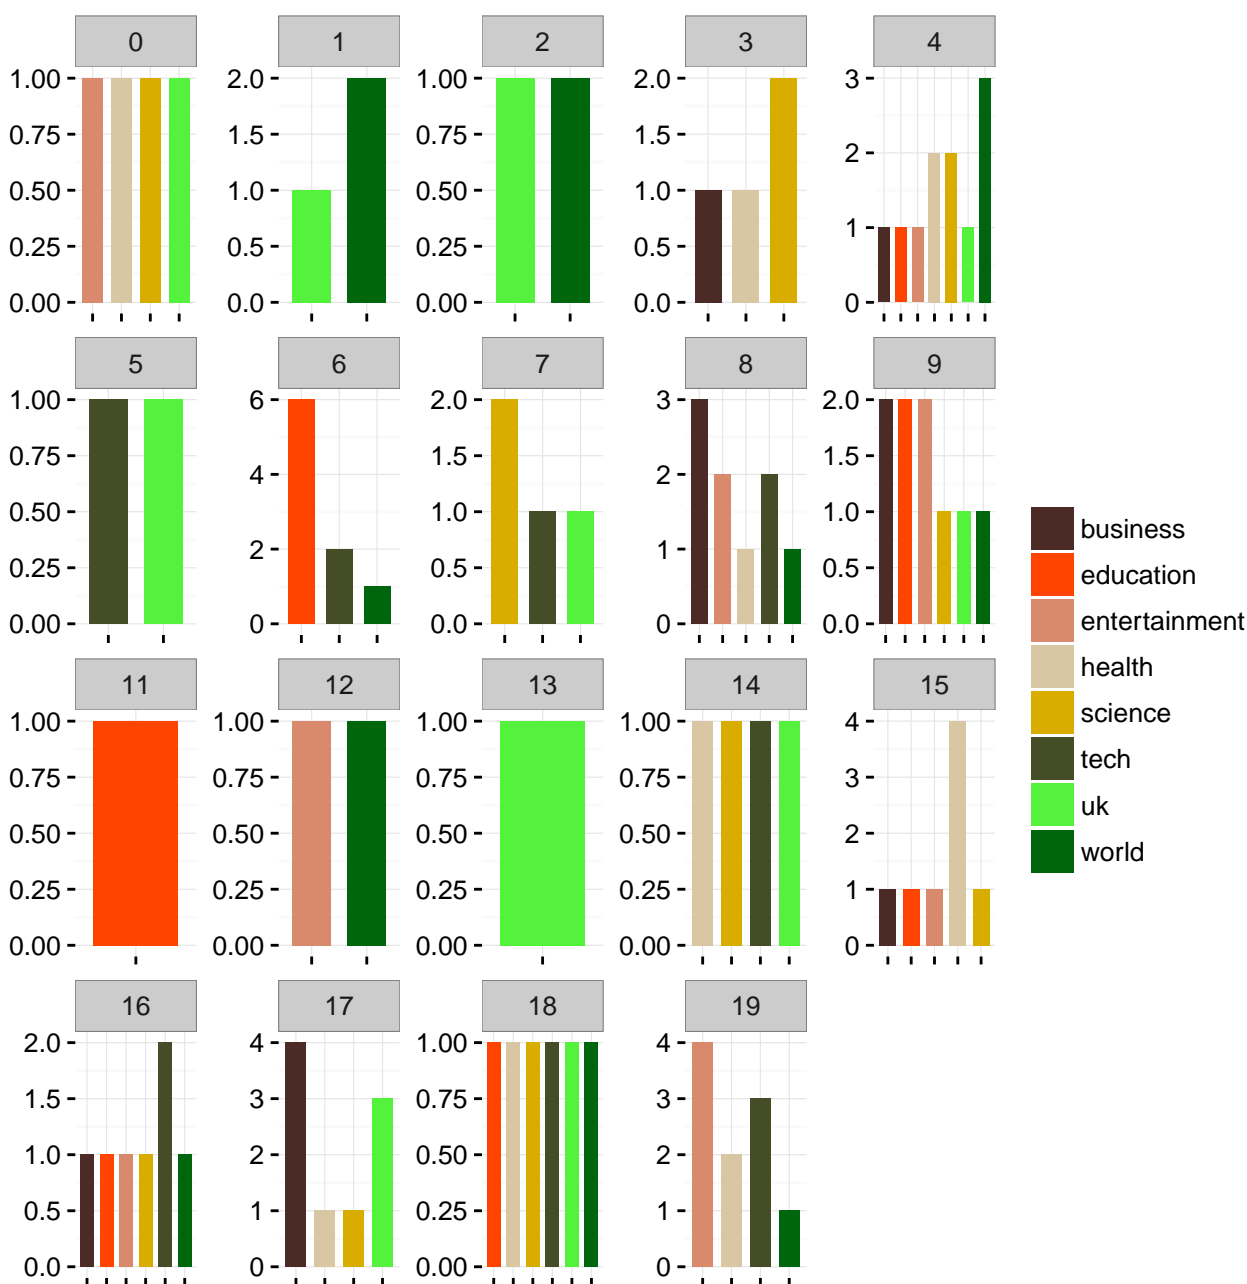 0 1 2 3 4
1.00 2.0 1.00 2.0 3
0.75 1.5 0.75 1.5 2
0.50 1.0 0.50 1.0 1
0.25 0.5 0.25 0.5
0.00 0.0 0.00 0.0 0
5 6 7 8 9
1.00 6 2.0 3 2.0
0.75 4 1.5 2 1.5
0.50 1.0 1.0
0.25 2 0.5 1 0.5
0.00 0 0.0 0 0.0
business
education
entertainment
health
science
tech
uk
world
11 12 13 14 15
1.00 1.00 1.00 1.00 4
0.75 0.75 0.75 0.75 3
0.50 0.50 0.50 0.50 2
0.25 0.25 0.25 0.25 1
0.00 0.00 0.00 0.00 0
16 17 18 19
2.0 4 1.00 4
1.5 3 0.75 3
1.0 2 0.50 2
0.5 1 0.25 1
0.0 0 0.00 0